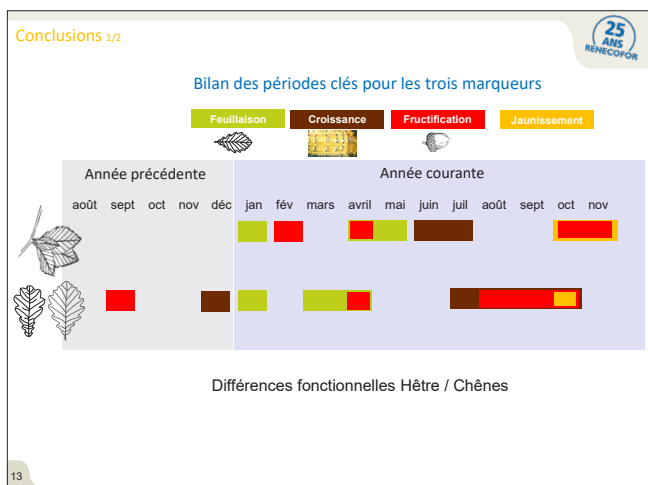 Conclusions 1/2
25
ANS
RENECOFOR
Bilan des périodes clés pour les trois marqueurs
Feuillaison Croissance Fructification Jaunissement
Année précédente Année courante
août sept oct nov déc jan fév mars avril mai juin juil août sept oct nov
Différences fonctionnelles Hêtre / Chênes
13